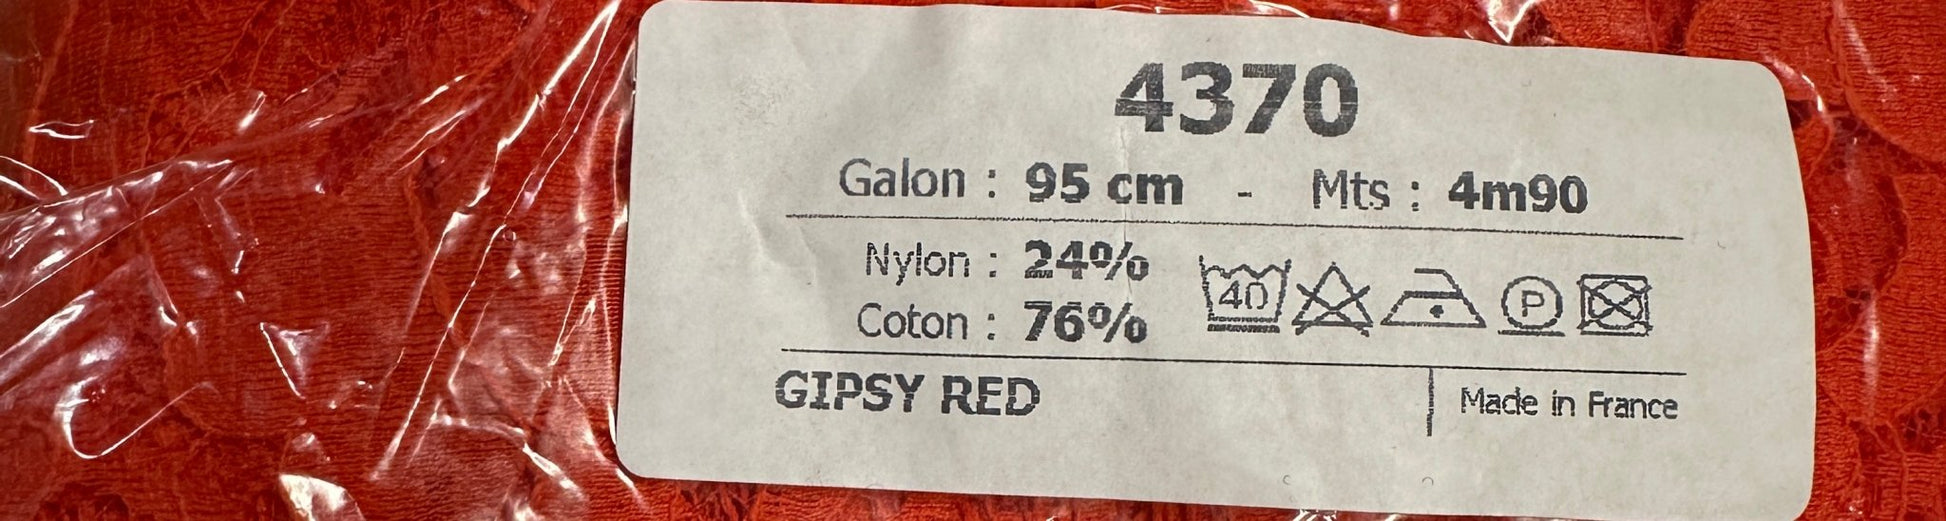 4370
Galon : 95 cm - Mts : 4m90
Nylon : 24%
Coton : 76%
40 P
GIPSY RED
Made in France